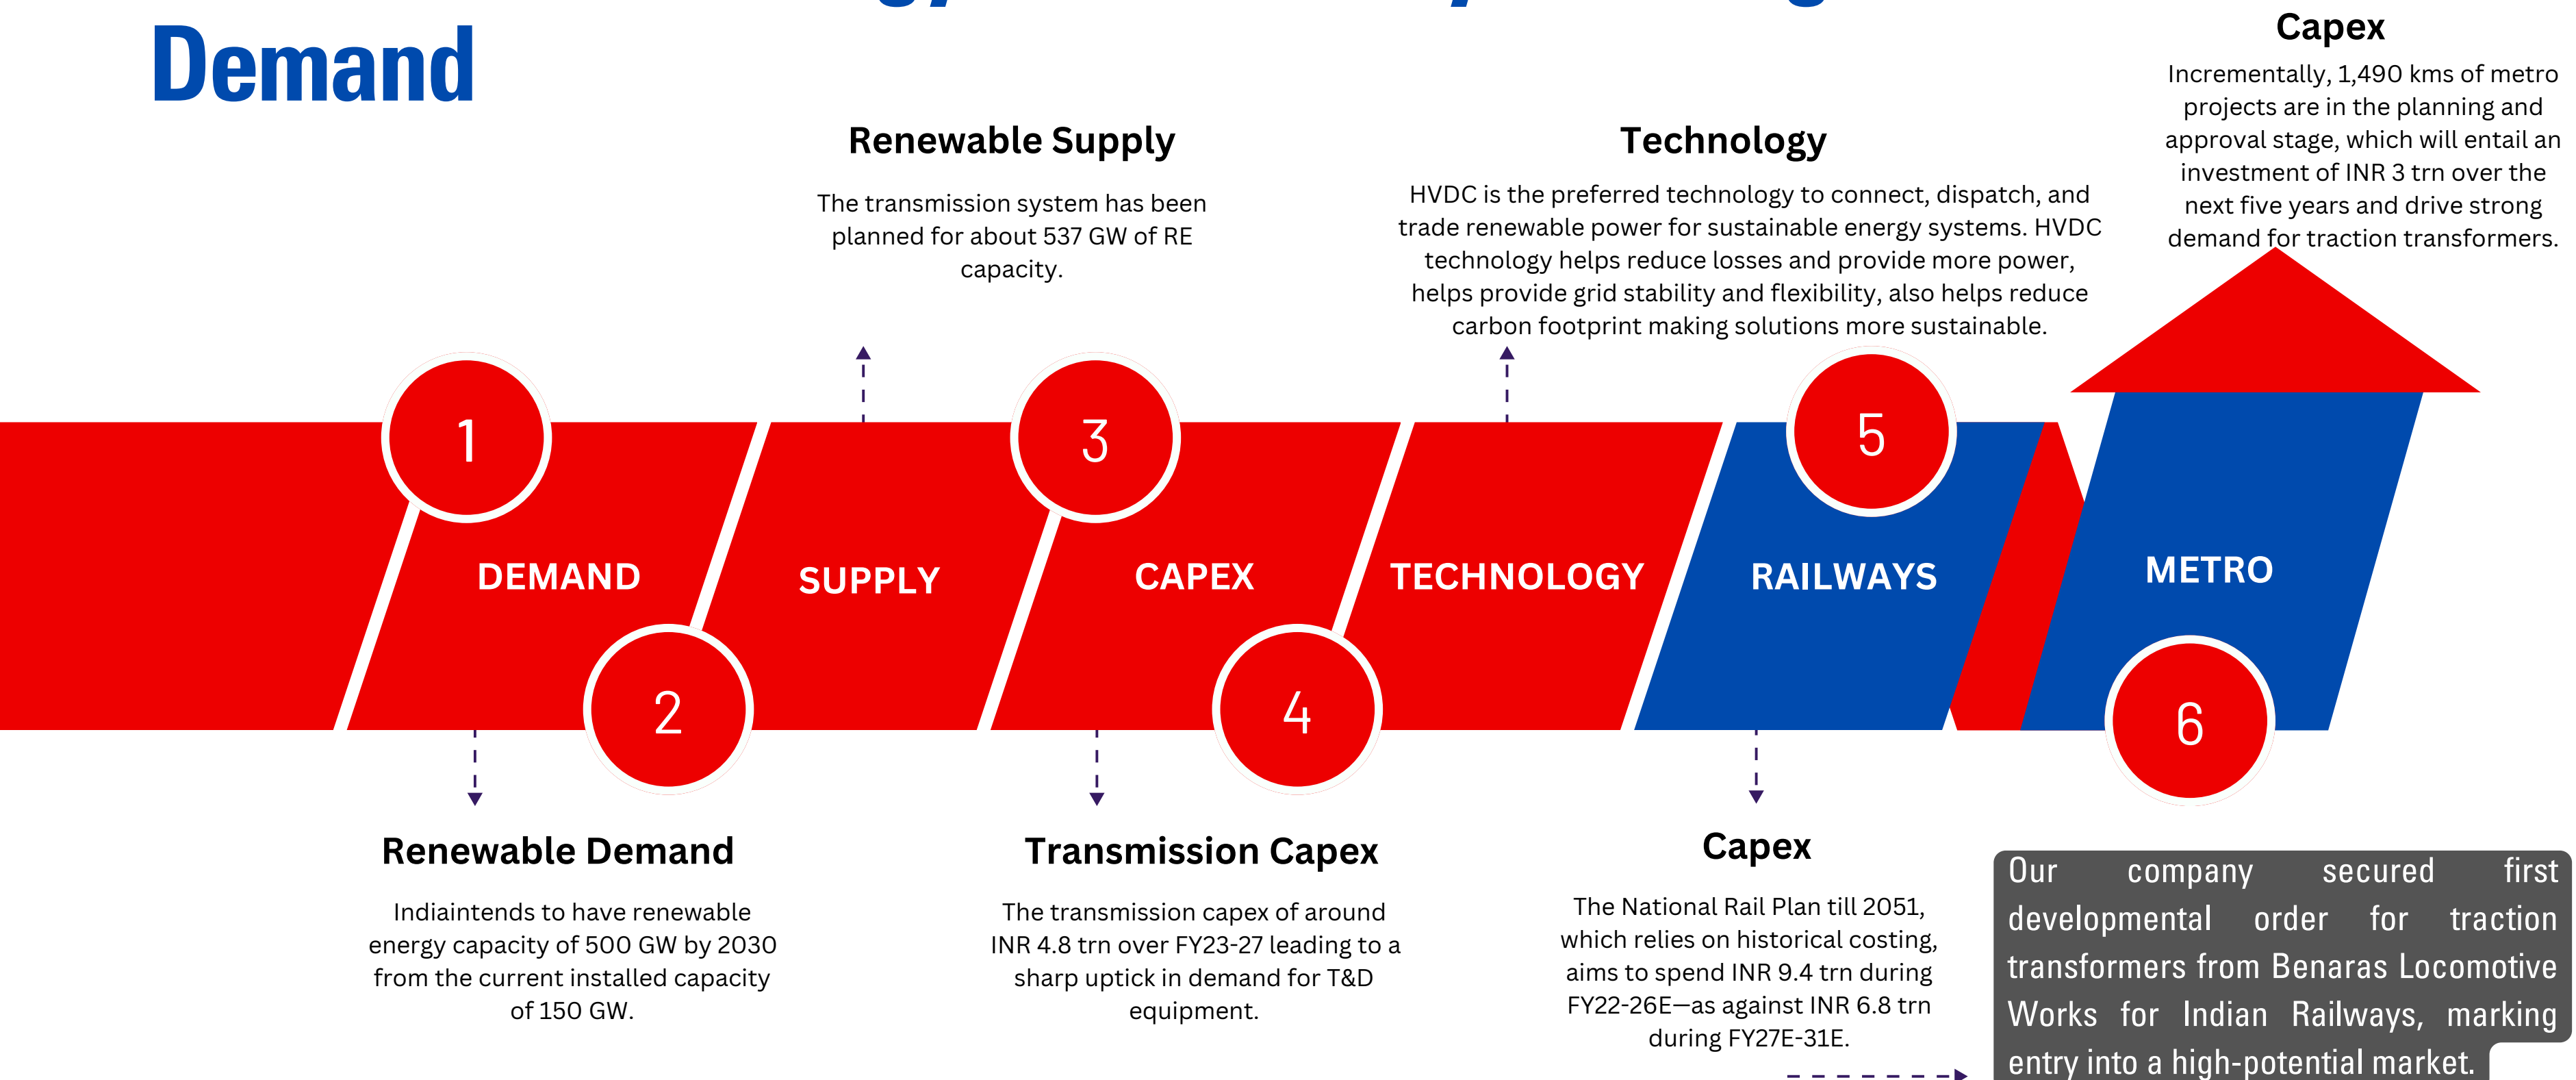 Demand
Capex
Incrementally, 1,490 kms of metro
projects are in the planning and
approval stage, which will entail an
investment of INR 3 trn over the
next five years and drive strong
demand for traction transformers.
Renewable Supply
The transmission system has been
planned for about 537 GW of RE
capacity.
Technology
HVDC is the preferred technology to connect, dispatch, and
trade renewable power for sustainable energy systems. HVDC
technology helps reduce losses and provide more power,
helps provide grid stability and flexibility, also helps reduce
carbon footprint making solutions more sustainable.
1
3
5
DEMAND
SUPPLY
CAPEX
TECHNOLOGY
RAILWAYS
METRO
2
4
6
Renewable Demand
Indiaintends to have renewable
energy capacity of 500 GW by 2030
from the current installed capacity
of 150 GW.
Transmission Capex
The transmission capex of around
INR 4.8 trn over FY23-27 leading to a
sharp uptick in demand for T&D
equipment.
Capex
The National Rail Plan till 2051,
which relies on historical costing,
aims to spend INR 9.4 trn during
FY22-26E—as against INR 6.8 trn
during FY27E-31E.
Our company secured first
developmental order for traction
transformers from Benaras Locomotive
Works for Indian Railways, marking
entry into a high-potential market.